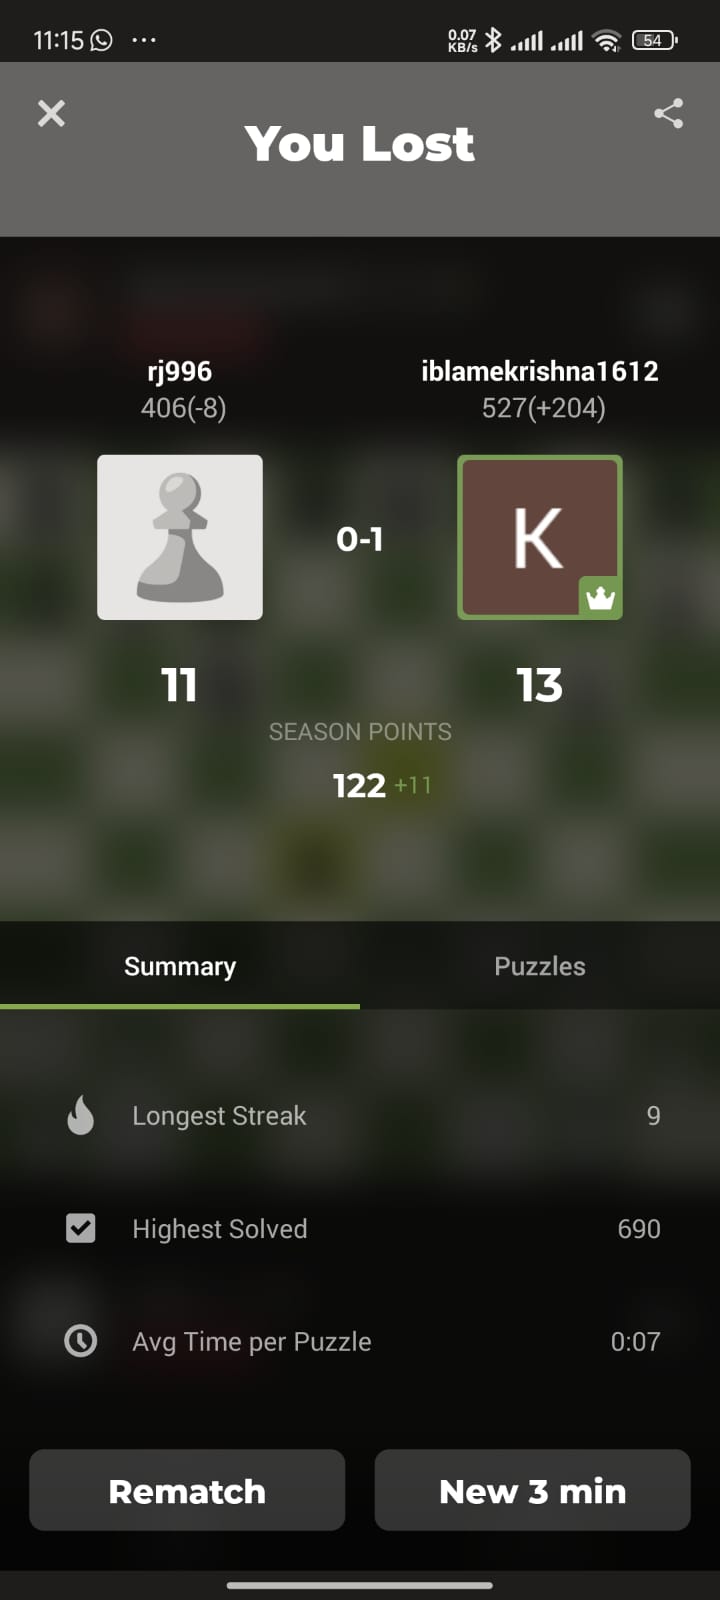 11:15 ...
0.07
KB/s
54
You Lost
rj996
iblamekrishna1612
406(-8)
527(+204)
K
0-1
11
13
SEASON POINTS
122 +11
Summary
Puzzles
Longest Streak
9
Highest Solved
690
Avg Time per Puzzle
0:07
Rematch
New 3 min